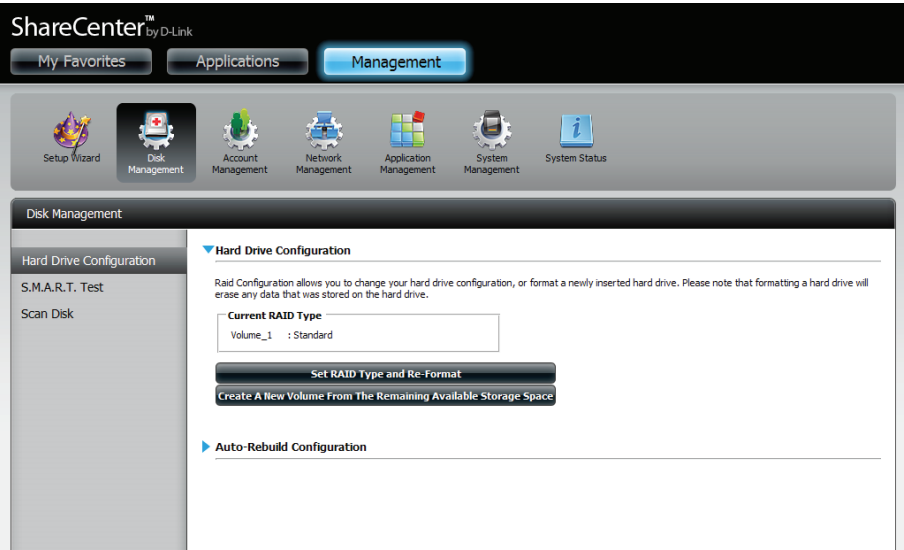 ShareCenter™ by D-Link
My Favorites Applications Management
Setup Wizard
Disk
Management
Account
Management
Network
Management
Application
Management
System
Management
System Status
Disk Management
Hard Drive Configuration
S.M.A.R.T. Test
Scan Disk
Hard Drive Configuration
Raid Configuration allows you to change your hard drive configuration, or format a newly inserted hard drive. Please note that formatting a hard drive will
erase any data that was stored on the hard drive.
Current RAID Type
Volume_1 : Standard
Set RAID Type and Re-Format
Create A New Volume From The Remaining Available Storage Space
Auto-Rebuild Configuration